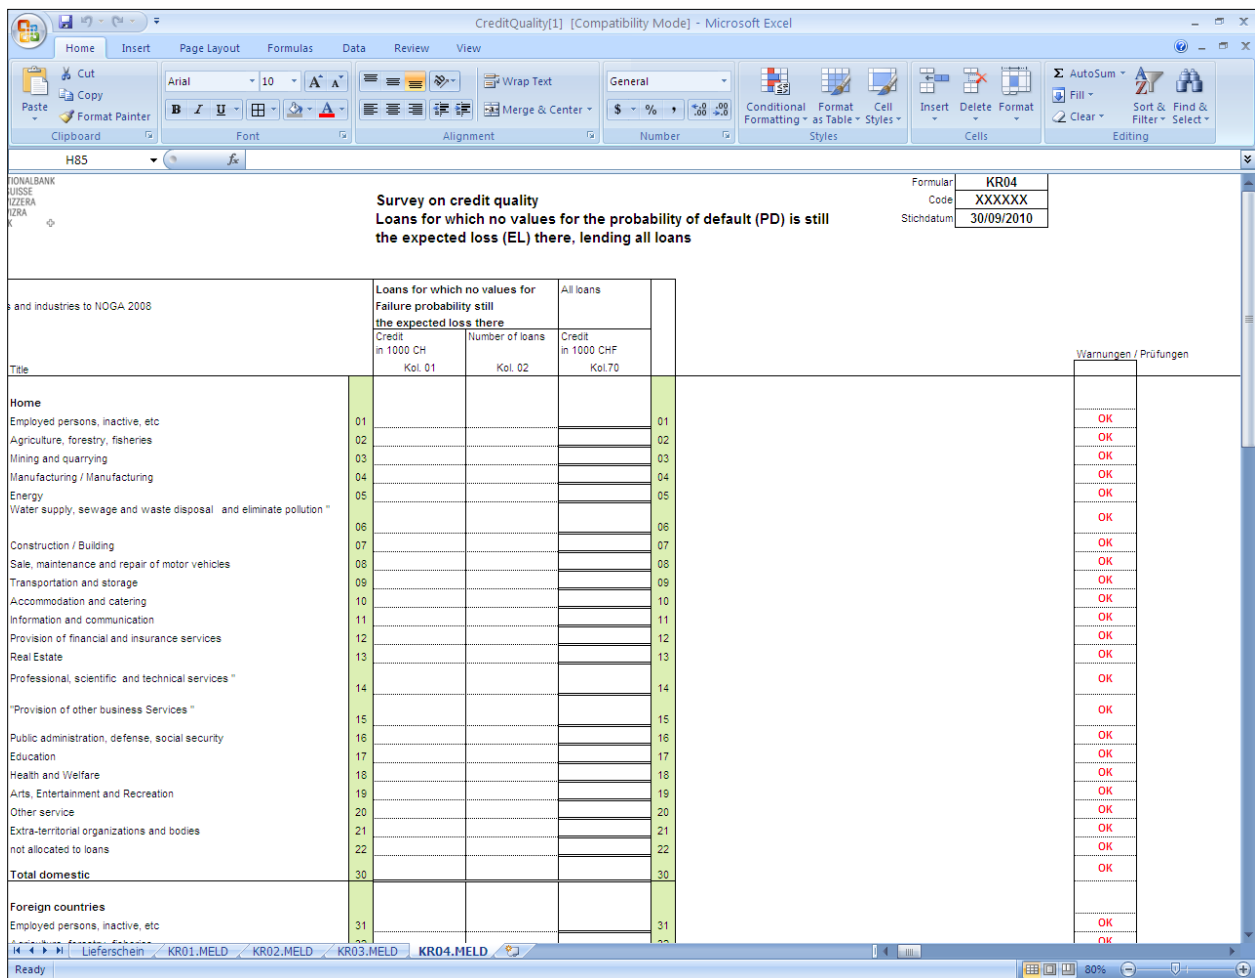 CreditQuality[1] [Compatibility Mode] - Microsoft Excel
Home Insert Page Layout Formulas Data Review View
Paste
Cut
Copy
Format Painter
Clipboard
Arial 10 A A
B I U A
Font
Wrap Text
Merge & Center
Alignment
General
$ % ,
Number
Conditional Formatting
Format as Table
Cell Styles
Styles
Insert Delete Format
Cells
Σ AutoSum
Fill
Clear
Sort & Filter
Find & Select
Editing
H85 fx
TIONALBANK
UISSE
IZZERA
IZRA
K
Survey on credit quality
Loans for which no values for the probability of default (PD) is still
the expected loss (EL) there, lending all loans
Formular KR04
Code XXXXXX
Stichdatum 30/09/2010
s and industries to NOGA 2008
Loans for which no values for
Failure probability still
the expected loss there
All loans
Credit
in 1000 CH
Number of loans
Credit
in 1000 CHF
Warnungen / Prüfungen
Title Kol. 01 Kol. 02 Kol.70
Home
Employed persons, inactive, etc 01 01 OK
Agriculture, forestry, fisheries 02 02 OK
Mining and quarrying 03 03 OK
Manufacturing / Manufacturing 04 04 OK
Energy 05 05 OK
Water supply, sewage and waste disposal and eliminate pollution " 06 06 OK
Construction / Building 07 07 OK
Sale, maintenance and repair of motor vehicles 08 08 OK
Transportation and storage 09 09 OK
Accommodation and catering 10 10 OK
Information and communication 11 11 OK
Provision of financial and insurance services 12 12 OK
Real Estate 13 13 OK
Professional, scientific and technical services " 14 14 OK
"Provision of other business Services " 15 15 OK
Public administration, defense, social security 16 16 OK
Education 17 17 OK
Health and Welfare 18 18 OK
Arts, Entertainment and Recreation 19 19 OK
Other service 20 20 OK
Extra-territorial organizations and bodies 21 21 OK
not allocated to loans 22 22 OK
Total domestic 30 30 OK
Foreign countries
Employed persons, inactive, etc 31 31 OK
Agriculture, forestry, fisheries 32 32 OK
Lieferschein KR01.MELD KR02.MELD KR03.MELD KR04.MELD
Ready 80%